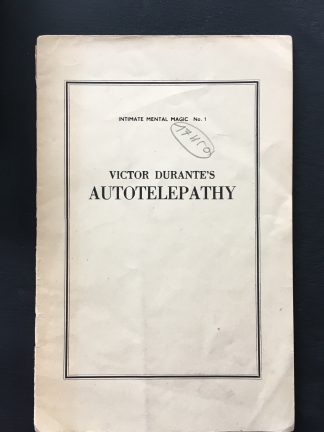 INTIMATE MENTAL MAGIC No. 1
VICTOR DURANTE'S
AUTOTELEPATHY